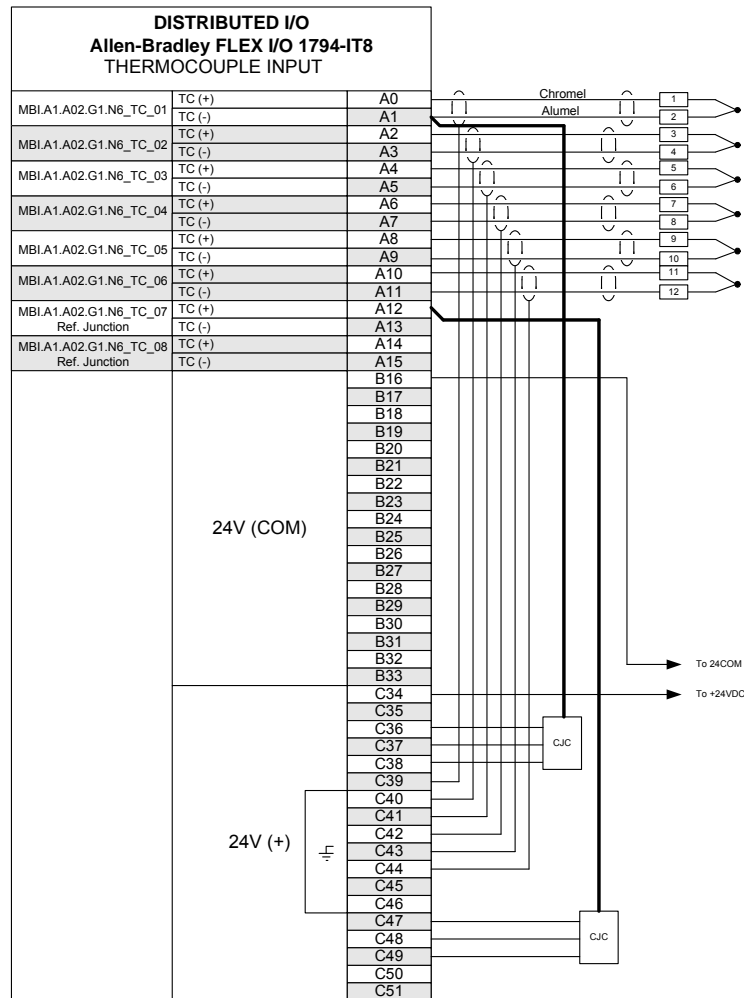 DISTRIBUTED I/O
Allen-Bradley FLEX I/O 1794-IT8
THERMOCOUPLE INPUT
MBI.A1.A02.G1.N6_TC_01 TC (+) A0 Chromel 1
TC (-) A1 Alumel 2
MBI.A1.A02.G1.N6_TC_02 TC (+) A2 3
TC (-) A3 4
MBI.A1.A02.G1.N6_TC_03 TC (+) A4 5
TC (-) A5 6
MBI.A1.A02.G1.N6_TC_04 TC (+) A6 7
TC (-) A7 8
MBI.A1.A02.G1.N6_TC_05 TC (+) A8 9
TC (-) A9 10
MBI.A1.A02.G1.N6_TC_06 TC (+) A10 11
TC (-) A11 12
MBI.A1.A02.G1.N6_TC_07 TC (+) A12
Ref. Junction TC (-) A13
MBI.A1.A02.G1.N6_TC_08 TC (+) A14
Ref. Junction TC (-) A15
B16
B17
B18
B19
B20
B21
B22
B23
24V (COM) B24
B25
B26
B27
B28
B29
B30
B31
B32 To 24COM
B33
C34 To +24VDC
C35
C36
C37 CJC
C38
C39
C40
C41
C42
24V (+) C43
C44
C45
C46
C47
C48 CJC
C49
C50
C51